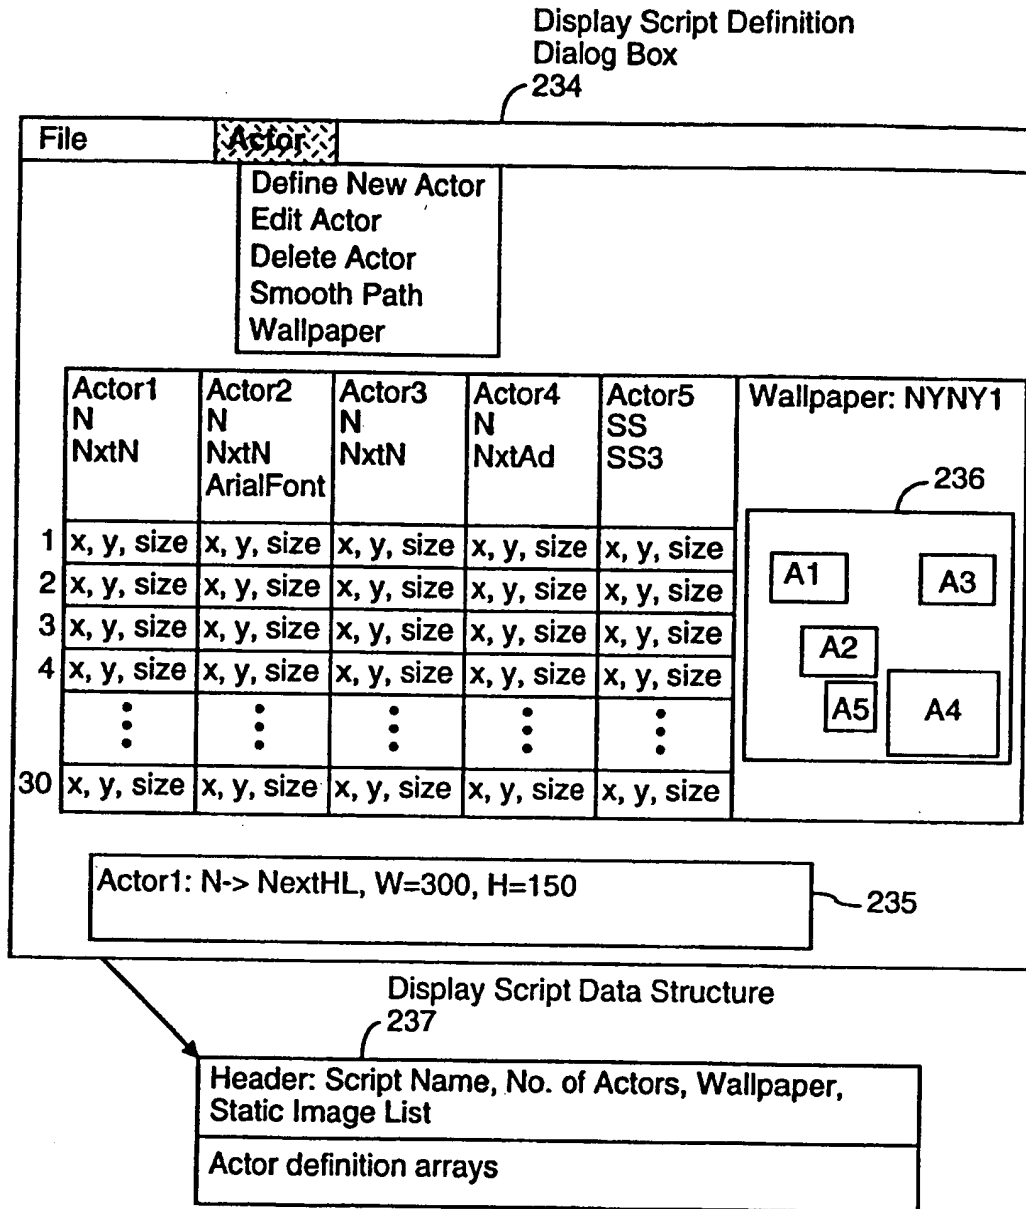 Display Script Definition
Dialog Box
234
File Actor
Define New Actor
Edit Actor
Delete Actor
Smooth Path
Wallpaper
Actor1 Actor2 Actor3 Actor4 Actor5 Wallpaper: NYNY1
N N N N SS
NxtN NxtN NxtN NxtAd SS3
ArialFont
236
1 x, y, size x, y, size x, y, size x, y, size x, y, size
2 x, y, size x, y, size x, y, size x, y, size x, y, size
3 x, y, size x, y, size x, y, size x, y, size x, y, size
4 x, y, size x, y, size x, y, size x, y, size x, y, size
30 x, y, size x, y, size x, y, size x, y, size x, y, size
A1 A3
A2
A5 A4
Actor1: N-> NextHL, W=300, H=150
235
Display Script Data Structure
237
Header: Script Name, No. of Actors, Wallpaper,
Static Image List
Actor definition arrays